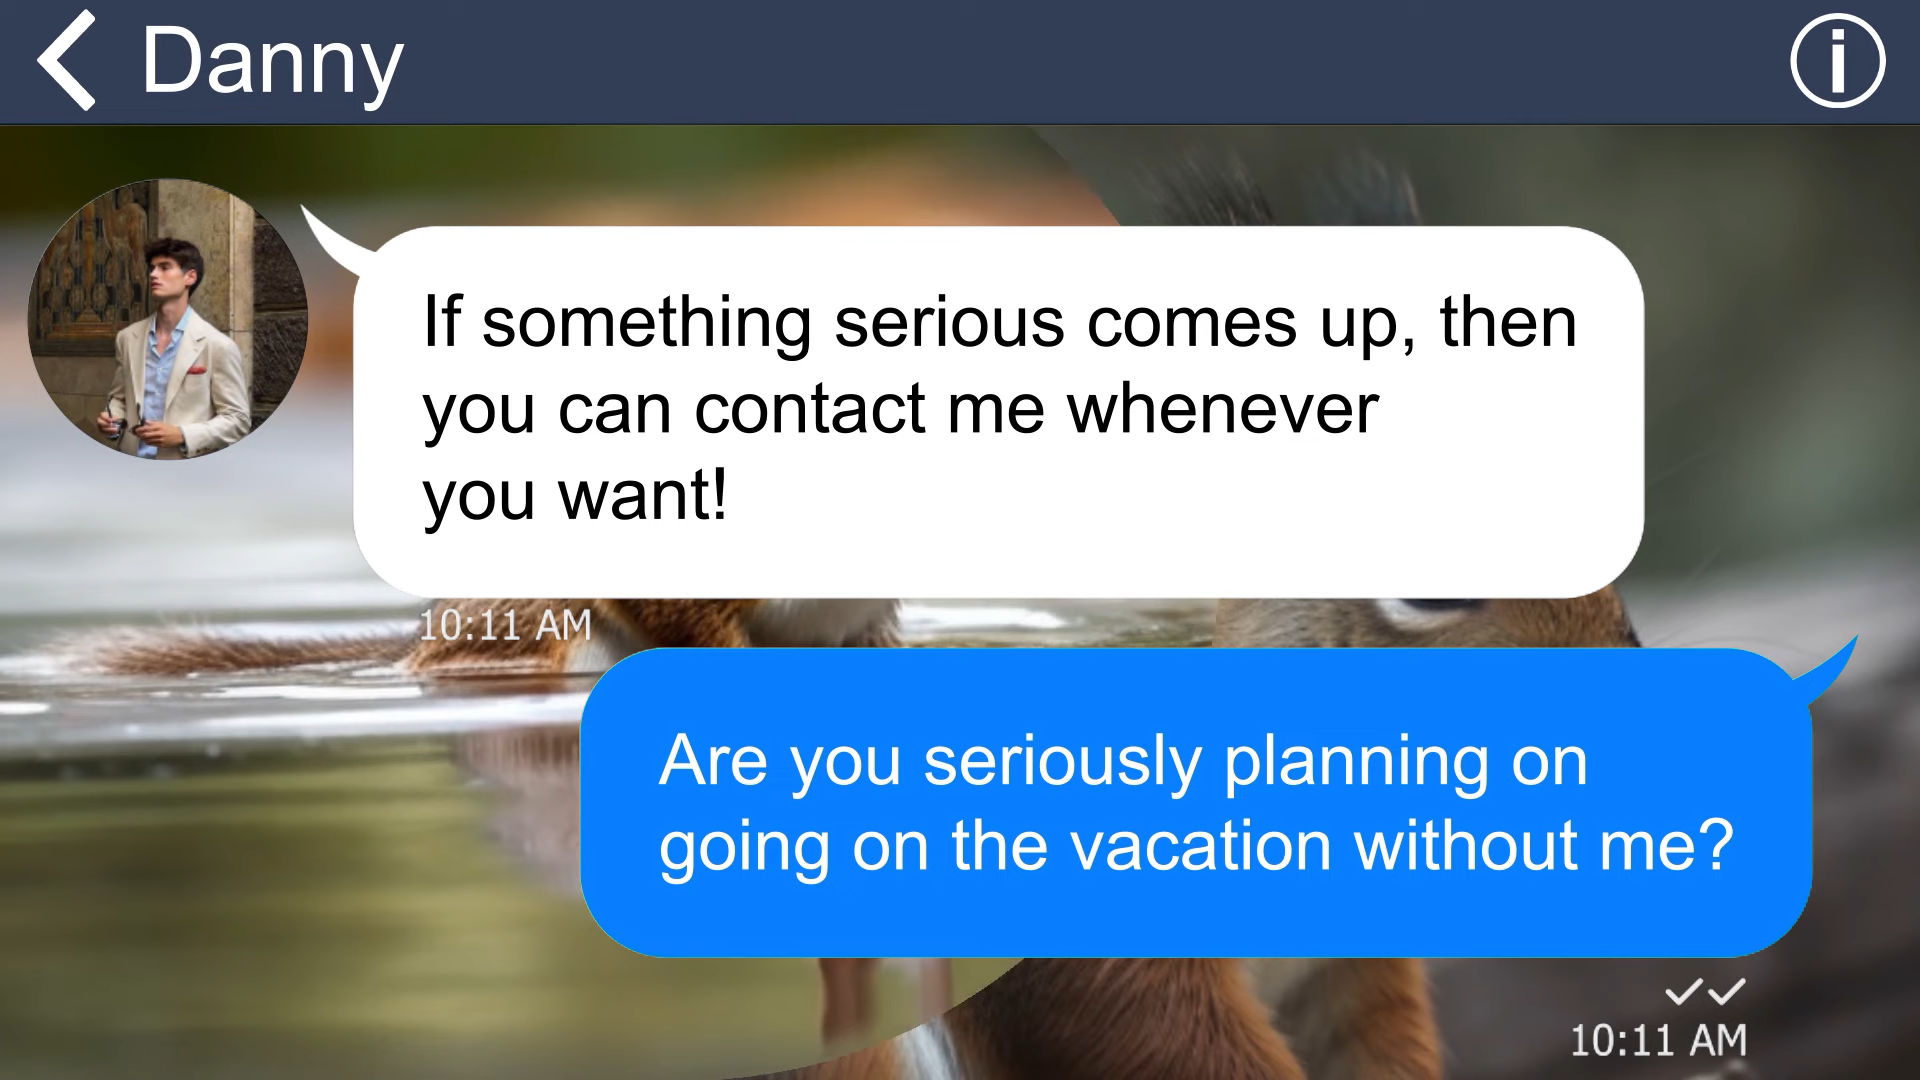 Danny
If something serious comes up, then
you can contact me whenever
you want!
10:11 AM
Are you seriously planning on
going on the vacation without me?
10:11 AM